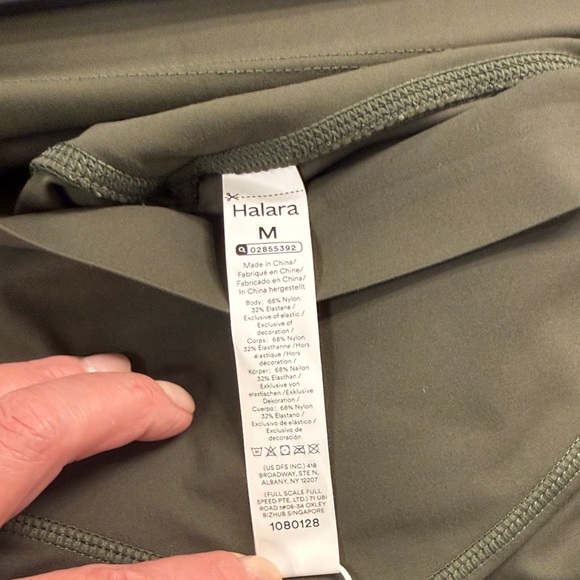 Halara
M
02855392
Made in China/
Fabriqué en Chine/
Fabricado en China/
In China hergestellt
Body: 68% Nylon
32% Elastane/
Exclusive of elastic /
Exclusive of
decoration /
Corps: 68% Nylon
32% Élasthanne/Hors
élastique /Hors
décoration /
Körper: 68% Nailon
32% Elasthan/
Exklusive von
elastischen /Exklusive
Dekoration /
Cuerpo: 68% Nylon
32% Elastano/
Exclusivo de elástico /
Exclusivo de
decoración
(US DFS INC.) 418
BROADWAY, STE N,
ALBANY, NY 12207
(FULL SCALE FULL
SPEED PTE. LTD.) 71 UBI
ROAD 1#08-34 OXLEY
BIZHUB SINGAPORE
1080128